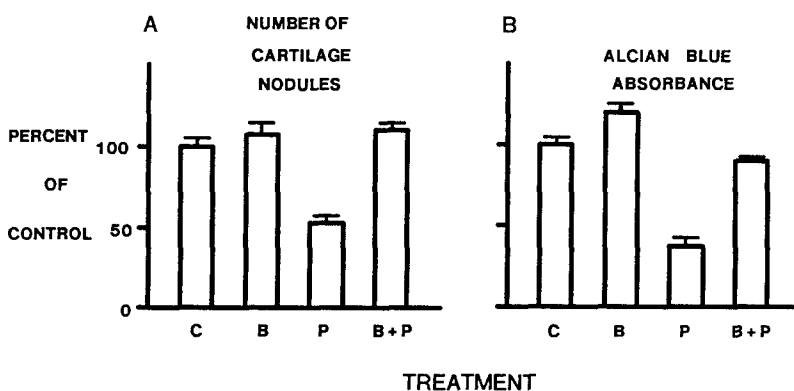 A
NUMBER OF
CARTILAGE
NODULES
PERCENT
OF
CONTROL
100
50
0
C B P B + P
B
ALCIAN BLUE
ABSORBANCE
C B P B + P
TREATMENT